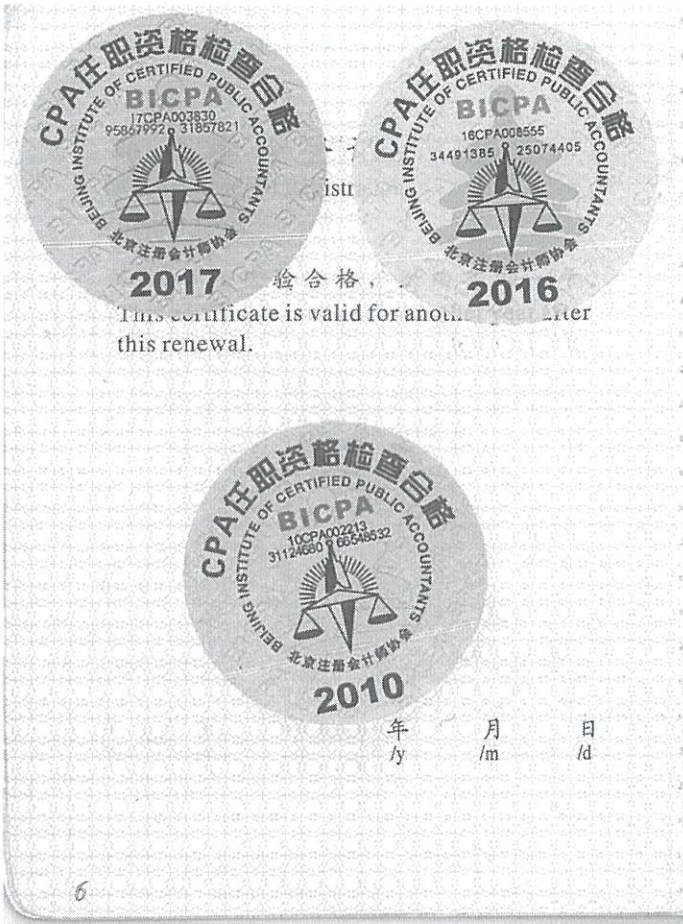 CPA任职资格检查合格
BEIJING INSTITUTE OF CERTIFIED PUBLIC ACCOUNTANTS
BICPA
17CPA003830
95867992 31857821
北京注册会计师协会
2017
CPA任职资格检查合格
BEIJING INSTITUTE OF CERTIFIED PUBLIC ACCOUNTANTS
BICPA
16CPA008555
34491385 25074405
北京注册会计师协会
2016
istr
验合格，
This certificate is valid for another after
this renewal.
CPA任职资格检查合格
BEIJING INSTITUTE OF CERTIFIED PUBLIC ACCOUNTANTS
BICPA
10CPA002213
31124680 66548532
北京注册会计师协会
2010
年 月 日
/y /m /d
6